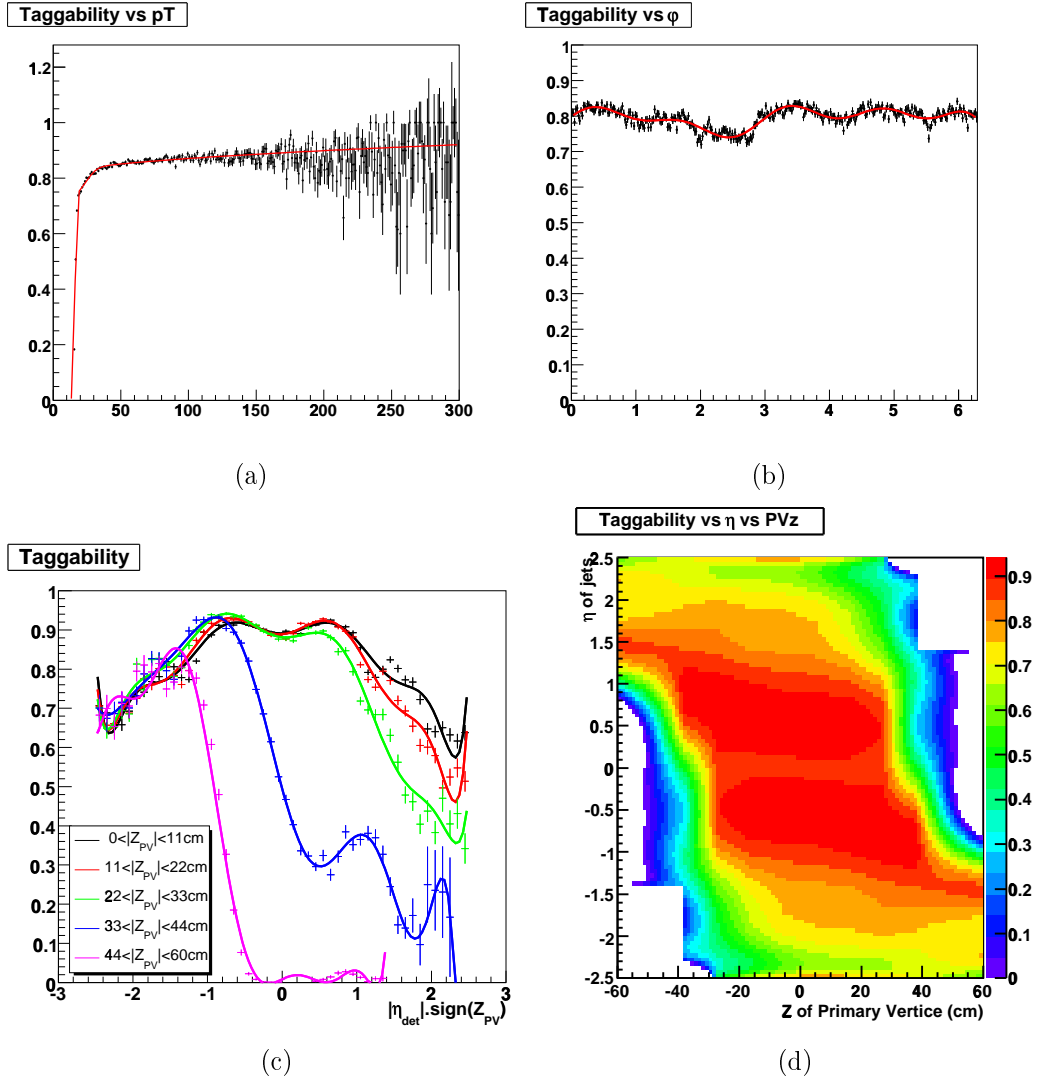 Taggability vs pT
1.2
1
0.8
0.6
0.4
0.2
0
0 50 100 150 200 250 300
(a)
Taggability vs φ
1
0.9
0.8
0.7
0.6
0.5
0.4
0.3
0.2
0.1
0
0 1 2 3 4 5 6
(b)
Taggability
1
0.9
0.8
0.7
0.6
0.5
0.4
0.3
0.2
0.1
0
0<|Z_PV|<11cm
11<|Z_PV|<22cm
22<|Z_PV|<33cm
33<|Z_PV|<44cm
44<|Z_PV|<60cm
-3 -2 -1 0 1 2 3
|η_det|.sign(Z_PV)
(c)
Taggability vs η vs PVz
η of jets
2.5
2
1.5
1
0.5
0
-0.5
-1
-1.5
-2
-2.5
-60 -40 -20 0 20 40 60
Z of Primary Vertice (cm)
0.9
0.8
0.7
0.6
0.5
0.4
0.3
0.2
0.1
0
(d)